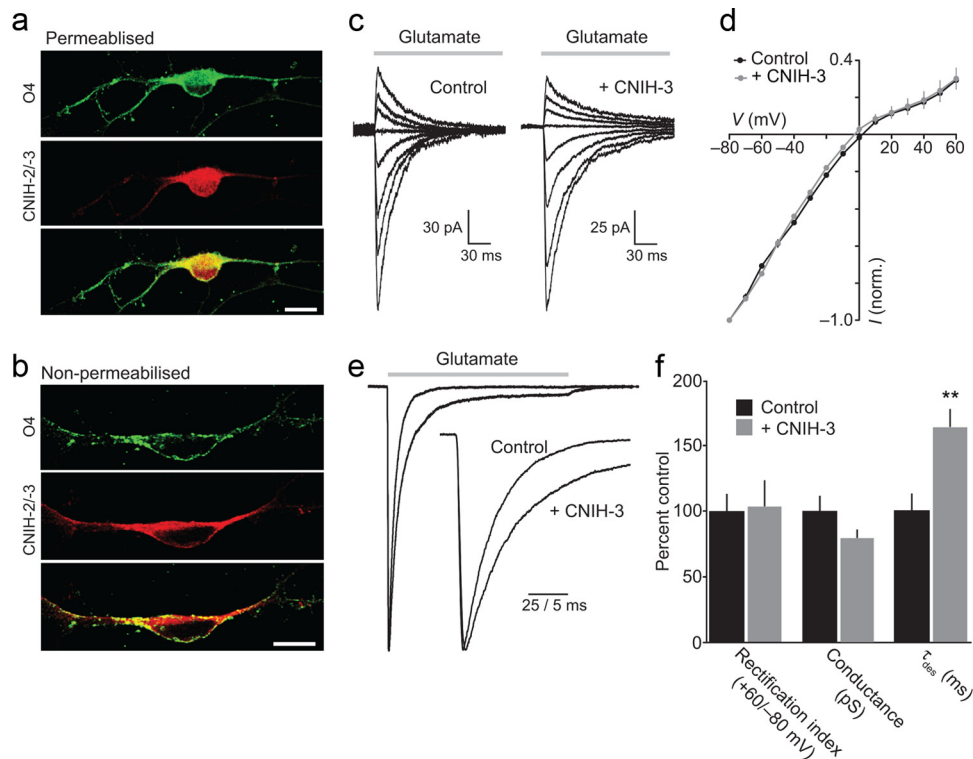 a
Permeablised
O4
CNIH-2/-3
b
Non-permeabilised
O4
CNIH-2/-3
c
Glutamate
Glutamate
Control
+ CNIH-3
30 pA
30 ms
25 pA
30 ms
d
Control
+ CNIH-3
0.4
V (mV)
–80 –60 –40 0 20 40 60
–1.0
I (norm.)
e
Glutamate
Control
+ CNIH-3
25 / 5 ms
f
200
150
100
50
0
Percent control
Control
+ CNIH-3
**
Rectification index
(+60/–80 mV)
Conductance
(pS)
τdes (ms)